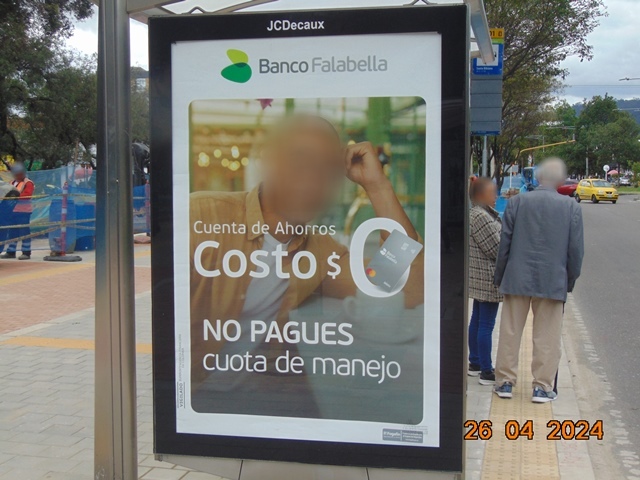 JCDecaux
Banco Falabella
Cuenta de Ahorros
Costo $0
NO PAGUES
cuota de manejo
26 04 2024